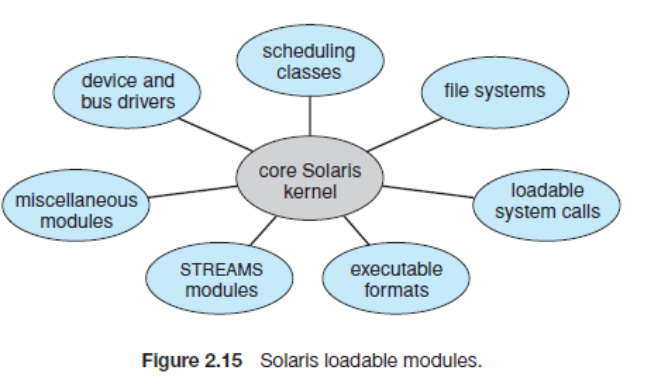 scheduling
classes
device and
bus drivers
file systems
core Solaris
kernel
miscellaneous
modules
loadable
system calls
STREAMS
modules
executable
formats
Figure 2.15 Solaris loadable modules.